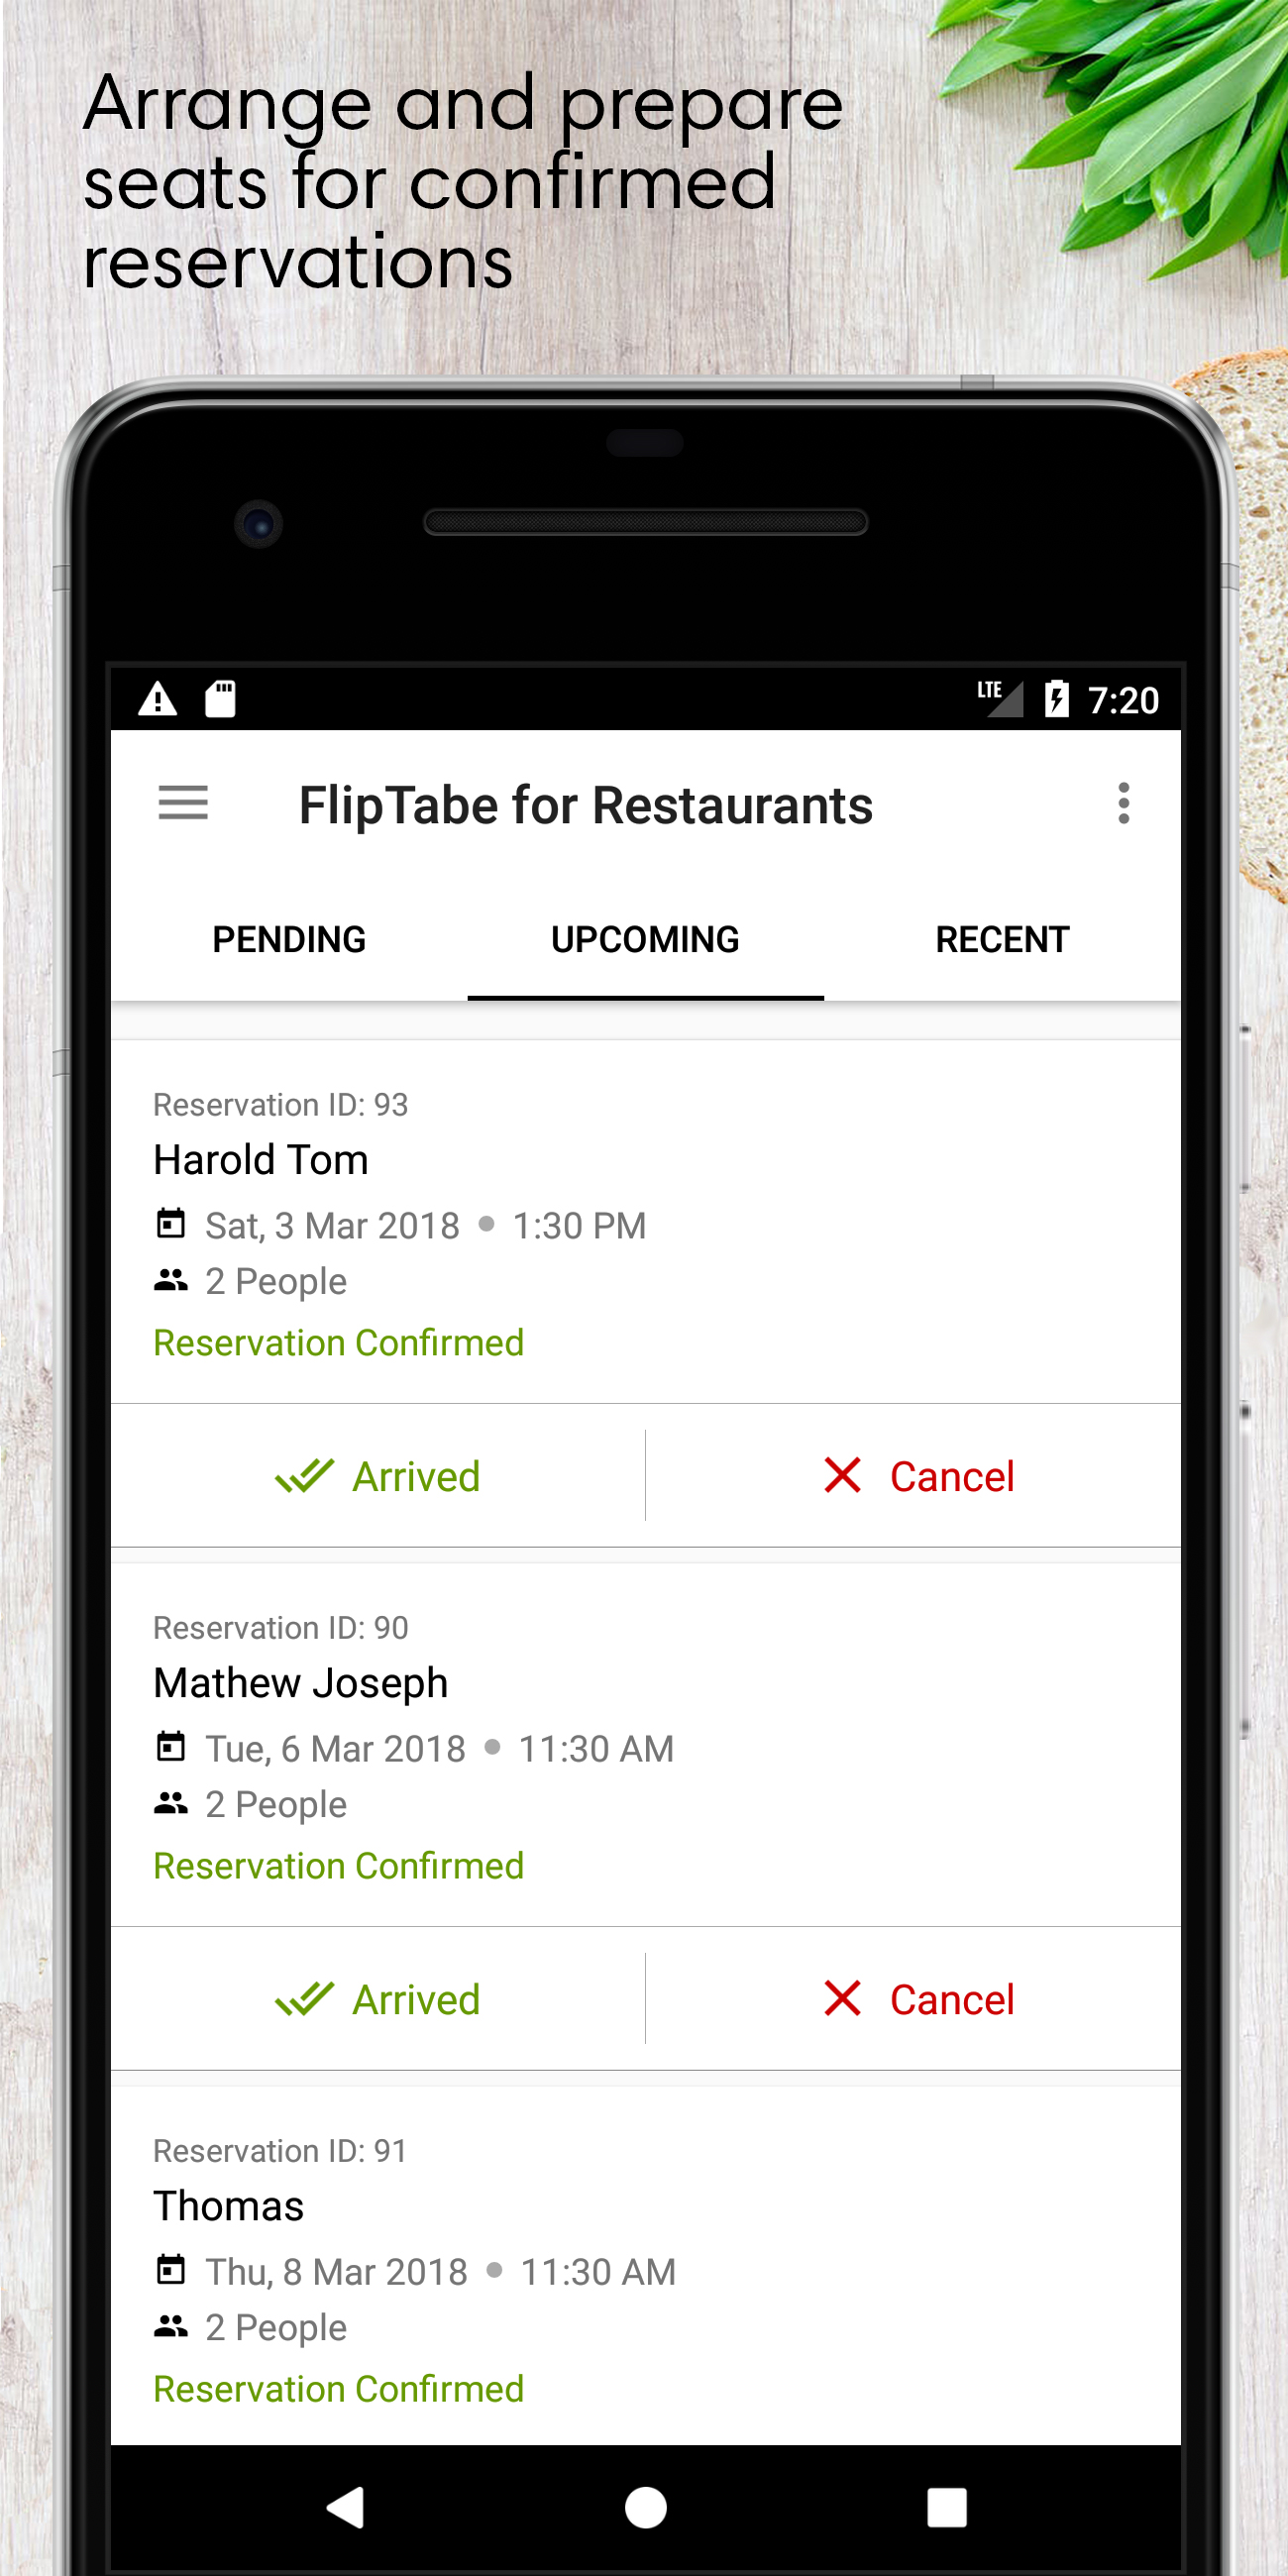 Arrange and prepare
seats for confirmed
reservations
LTE 7:20
FlipTabe for Restaurants
PENDING UPCOMING RECENT
Reservation ID: 93
Harold Tom
Sat, 3 Mar 2018 • 1:30 PM
2 People
Reservation Confirmed
Arrived Cancel
Reservation ID: 90
Mathew Joseph
Tue, 6 Mar 2018 • 11:30 AM
2 People
Reservation Confirmed
Arrived Cancel
Reservation ID: 91
Thomas
Thu, 8 Mar 2018 • 11:30 AM
2 People
Reservation Confirmed